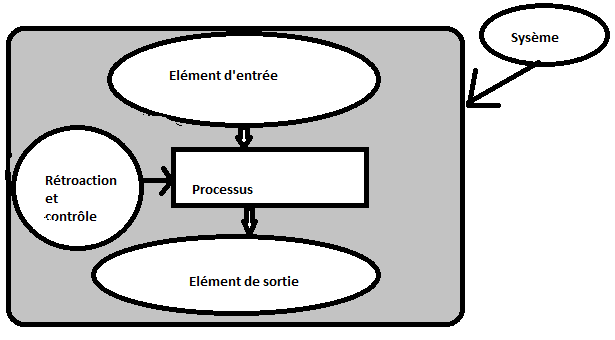 Sysème
Elément d'entrée
Rétroaction
et
contrôle
Processus
Elément de sortie